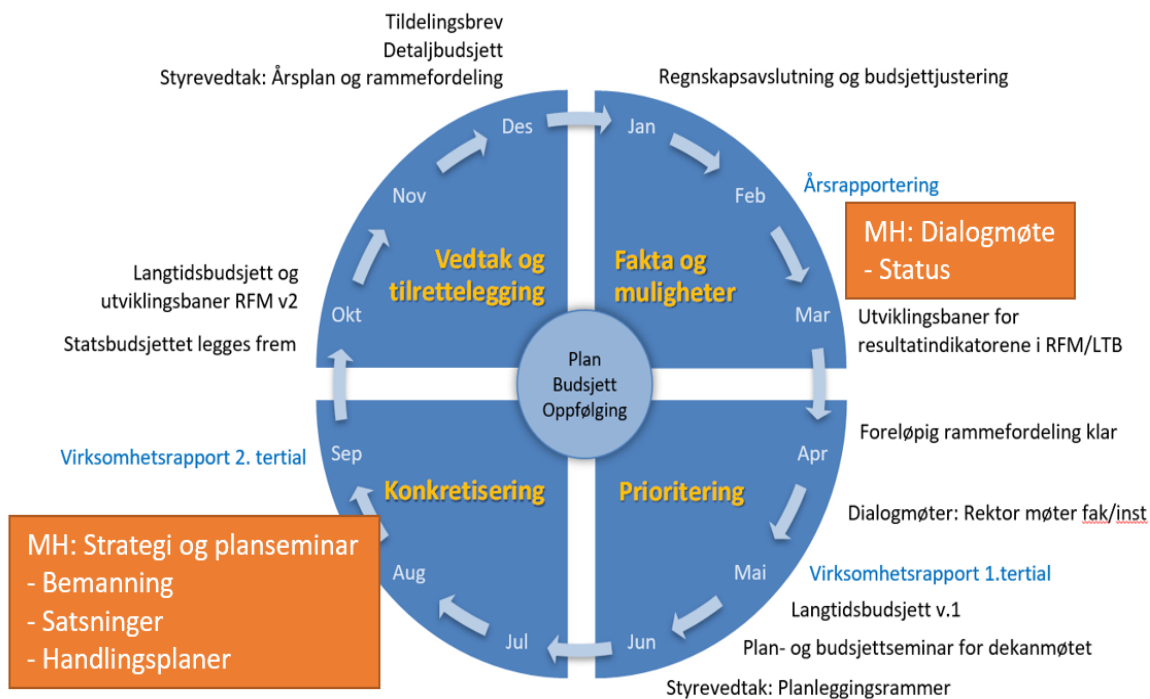 Tildelingsbrev
Detaljbudsjett
Styrevedtak: Årsplan og rammefordeling
Regnskapsavslutning og budsjettjustering
Des
Jan
Nov
Feb
Årsrapportering
MH: Dialogmøte
- Status
Vedtak og
tilrettelegging
Fakta og
muligheter
Langtidsbudsjett og
utviklingsbaner RFM v2
Okt
Mar
Utviklingsbaner for
resultatindikatorene i RFM/LTB
Statsbudsjettet legges frem
Plan
Budsjett
Oppfølging
Foreløpig rammefordeling klar
Virksomhetsrapport 2. tertial
Sep
Apr
Konkretisering
Prioritering
Dialogmøter: Rektor møter fak/inst
MH: Strategi og planseminar
- Bemanning
- Satsninger
- Handlingsplaner
Aug
Mai
Virksomhetsrapport 1.tertial
Langtidsbudsjett v.1
Jul
Jun
Plan- og budsjettseminar for dekanmøtet
Styrevedtak: Planleggingsrammer